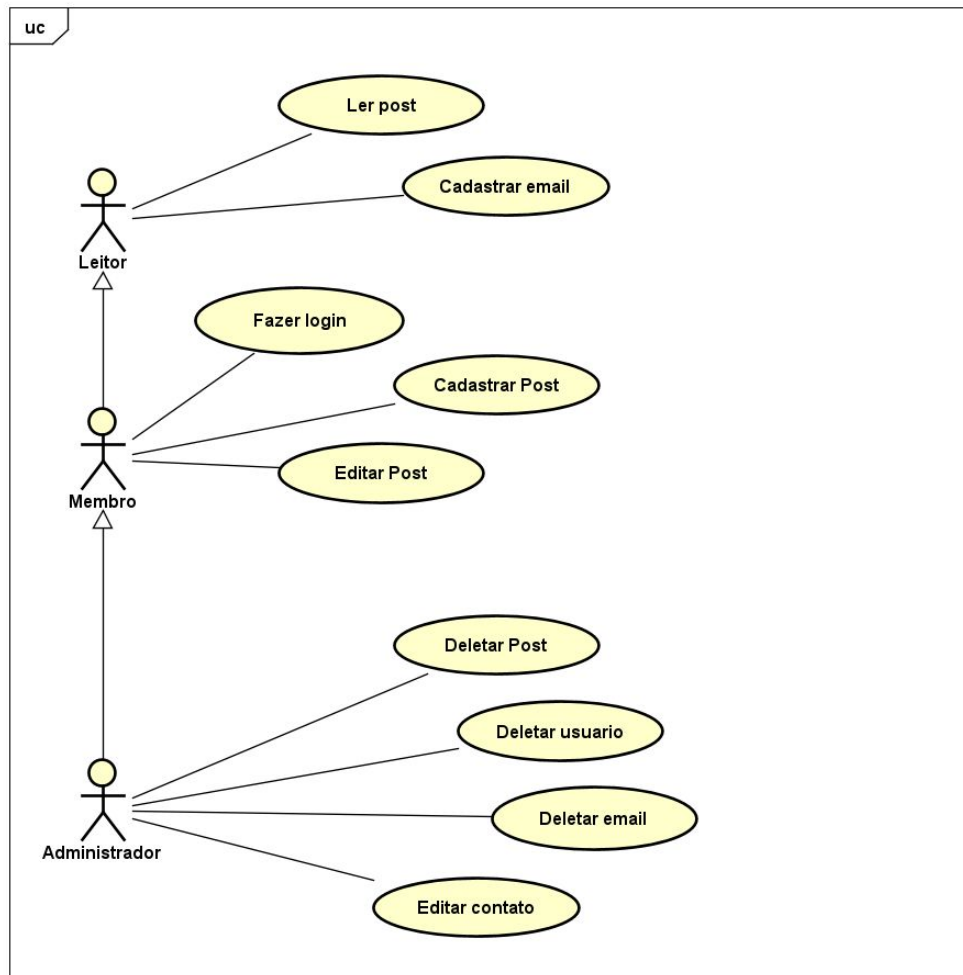 uc
Ler post
Cadastrar email
Leitor
Fazer login
Cadastrar Post
Editar Post
Membro
Deletar Post
Deletar usuario
Deletar email
Administrador
Editar contato